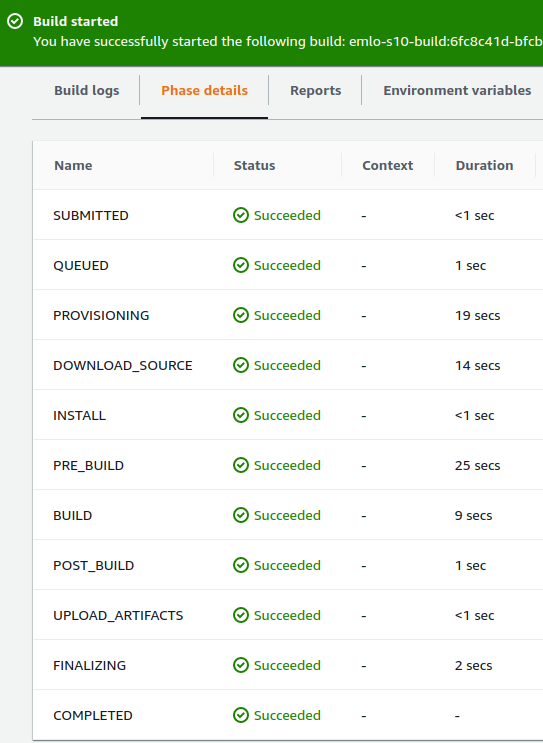 Build started
You have successfully started the following build: emlo-s10-build:6fc8c41d-bfcb
Build logs Phase details Reports Environment variables
Name Status Context Duration
SUBMITTED Succeeded - <1 sec
QUEUED Succeeded - 1 sec
PROVISIONING Succeeded - 19 secs
DOWNLOAD_SOURCE Succeeded - 14 secs
INSTALL Succeeded - <1 sec
PRE_BUILD Succeeded - 25 secs
BUILD Succeeded - 9 secs
POST_BUILD Succeeded - 1 sec
UPLOAD_ARTIFACTS Succeeded - <1 sec
FINALIZING Succeeded - 2 secs
COMPLETED Succeeded - -